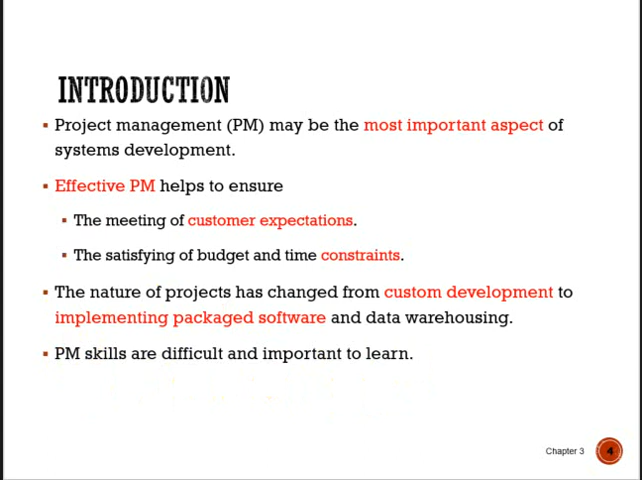 INTRODUCTION
▪ Project management (PM) may be the most important aspect of
systems development.
▪ Effective PM helps to ensure
▪ The meeting of customer expectations.
▪ The satisfying of budget and time constraints.
▪ The nature of projects has changed from custom development to
implementing packaged software and data warehousing.
▪ PM skills are difficult and important to learn.
Chapter 3 4